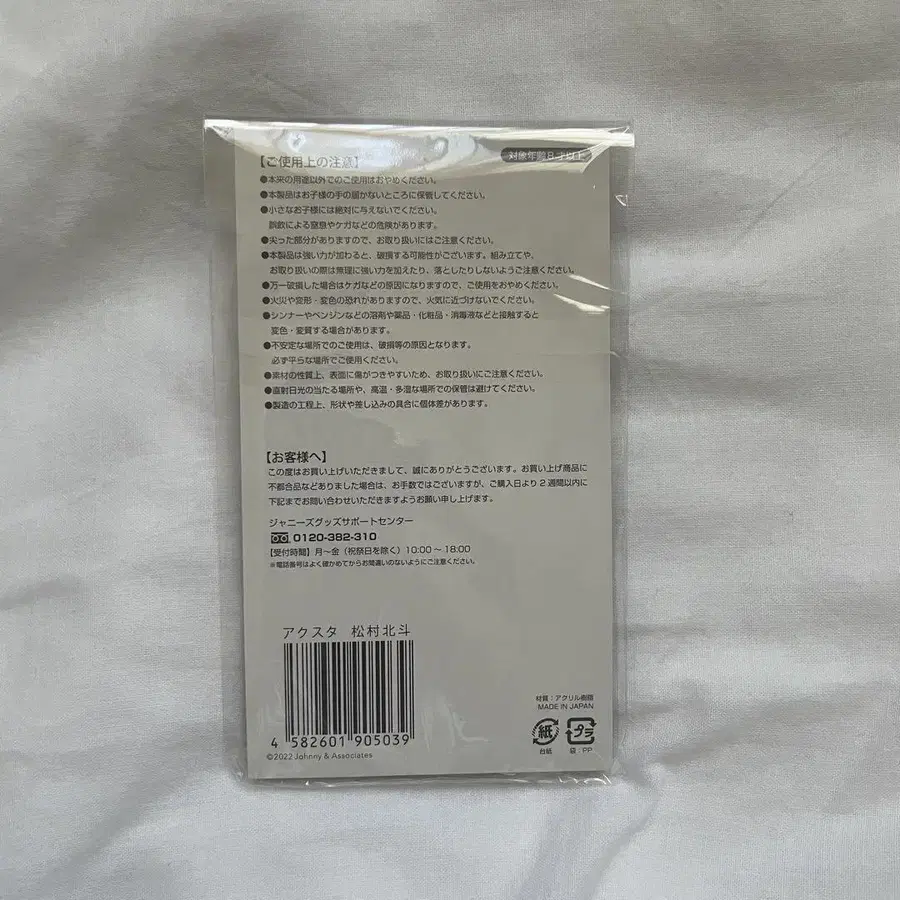 【ご使用上の注意】
対象年齢8才以上
●本来の用途以外でのご使用はおやめください。
●本製品はお子様の手の届かないところに保管してください。
●小さなお子様には絶対に与えないでください。
誤飲による窒息やケガなどの危険があります。
●尖った部分がありますので、お取り扱いにはご注意ください。
●本製品は強い力が加わると、破損する可能性がございます。組み立てや、
お取り扱いの際は無理に強い力を加えたり、落としたりしないようご注意ください。
●万一破損した場合はケガなどの原因になりますので、ご使用をおやめください。
●火災や変形・変色の恐れがありますので、火気に近づけないでください。
●シンナーやベンジンなどの溶剤や薬品・化粧品・消毒液などと接触すると
変色・変質する場合があります。
●不安定な場所でのご使用は、破損等の原因となります。
必ず平らな場所でご使用ください。
●素材の性質上、表面に傷がつきやすいため、お取り扱いにご注意ください。
●直射日光の当たる場所や、高温・多湿な場所での保管は避けてください。
●製造の工程上、形状や差し込みの具合に個体差があります。
【お客様へ】
この度はお買い上げいただきまして、誠にありがとうございます。お買い上げ商品に
不都合品などありました場合は、お手数ではございますが、ご購入日より2週間以内に
下記までお問い合わせいただきますようお願い申し上げます。
ジャニーズグッズサポートセンター
0120-382-310
【受付時間】月～金（祝祭日を除く）10:00～18:00
※電話番号はよく確かめてからお間違いのないようにご注意ください。
アクスタ 松村北斗
4 582601 905039
©2022 Johnny & Associates
材質：アクリル樹脂
MADE IN JAPAN
紙 プラ
台紙 袋：PP